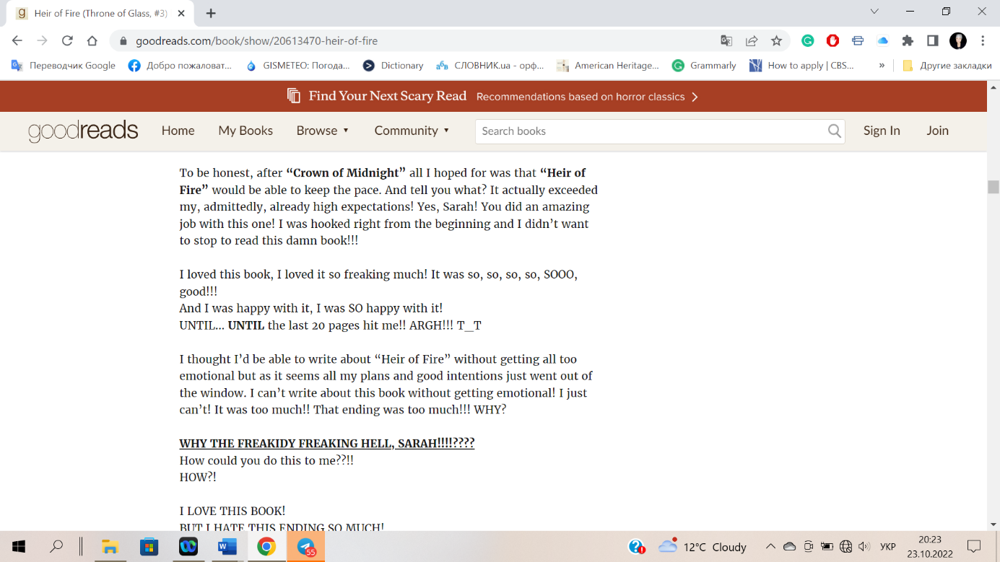 Heir of Fire (Throne of Glass, #3)
goodreads.com/book/show/20613470-heir-of-fire
Переводчик Google
Добро пожаловат...
GISMETEO: Погода...
Dictionary
СЛОВНИК.ua - орф...
American Heritage...
Grammarly
How to apply | CBS...
»
Другие закладки
Find Your Next Scary Read Recommendations based on horror classics
goodreads
Home
My Books
Browse
Community
Search books
Sign In
Join
To be honest, after “Crown of Midnight” all I hoped for was that “Heir of
Fire” would be able to keep the pace. And tell you what? It actually exceeded
my, admittedly, already high expectations! Yes, Sarah! You did an amazing
job with this one! I was hooked right from the beginning and I didn’t want
to stop to read this damn book!!!
I loved this book, I loved it so freaking much! It was so, so, so, so, SOOO,
good!!!
And I was happy with it, I was SO happy with it!
UNTIL... UNTIL the last 20 pages hit me!! ARGH!!! T_T
I thought I’d be able to write about “Heir of Fire” without getting all too
emotional but as it seems all my plans and good intentions just went out of
the window. I can’t write about this book without getting emotional! I just
can’t! It was too much!! That ending was too much!!! WHY?
WHY THE FREAKIDY FREAKING HELL, SARAH!!!!????
How could you do this to me??!!
HOW?!
I LOVE THIS BOOK!
BUT I HATE THIS ENDING SO MUCH!
55
12°C Cloudy
УКР
20:23
23.10.2022